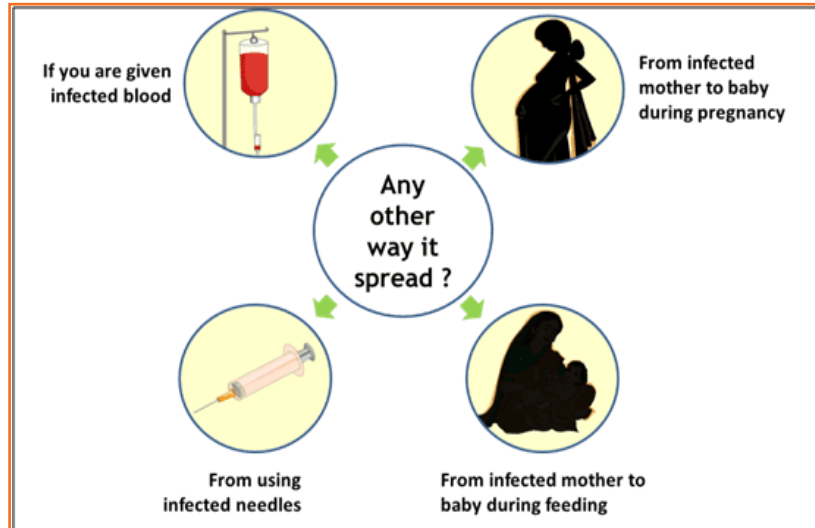 If you are given
infected blood
From infected
mother to baby
during pregnancy
Any
other
way it
spread ?
From using
infected needles
From infected mother to
baby during feeding